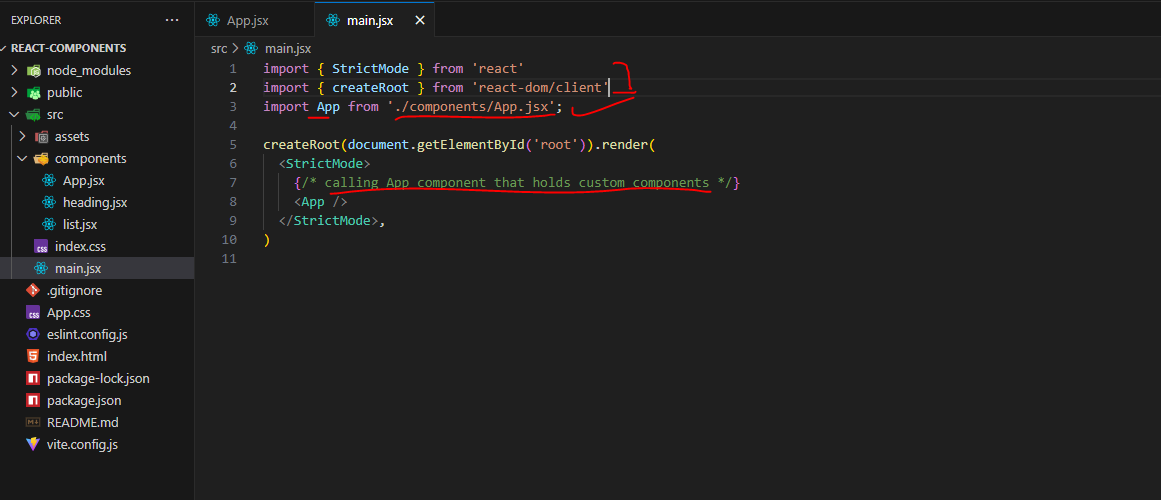 EXPLORER
···
App.jsx
main.jsx
REACT-COMPONENTS
src > main.jsx
node_modules
public
src
assets
components
App.jsx
heading.jsx
list.jsx
index.css
main.jsx
.gitignore
App.css
eslint.config.js
index.html
package-lock.json
package.json
README.md
vite.config.js
1 import { StrictMode } from 'react'
2 import { createRoot } from 'react-dom/client'
3 import App from './components/App.jsx';
4
5 createRoot(document.getElementById('root')).render(
6 <StrictMode>
7 {/* calling App component that holds custom components */}
8 <App />
9 </StrictMode>,
10 )
11